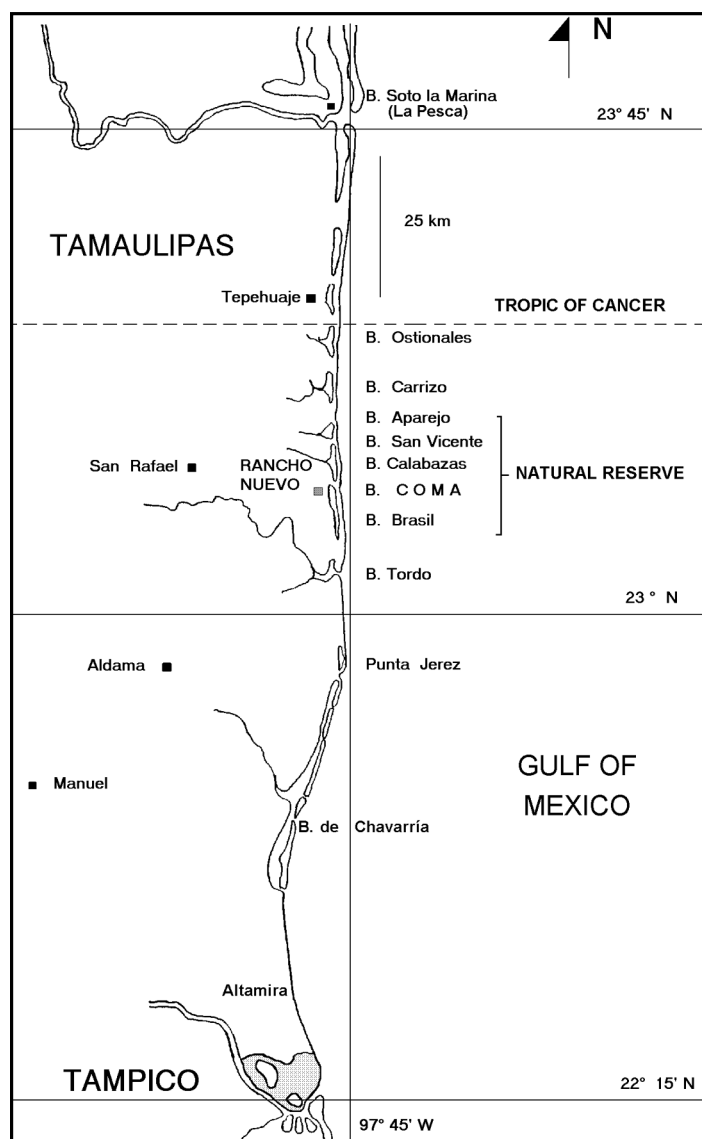 N
B. Soto la Marina
(La Pesca)
23° 45' N
25 km
TAMAULIPAS
Tepehuaje
TROPIC OF CANCER
B. Ostionales
B. Carrizo
B. Aparejo
B. San Vicente
San Rafael
RANCHO
NUEVO
B. Calabazas
NATURAL RESERVE
B. C O M A
B. Brasil
B. Tordo
23 ° N
Aldama
Punta Jerez
Manuel
GULF OF
MEXICO
B. de Chavarría
Altamira
TAMPICO
22° 15' N
97° 45' W